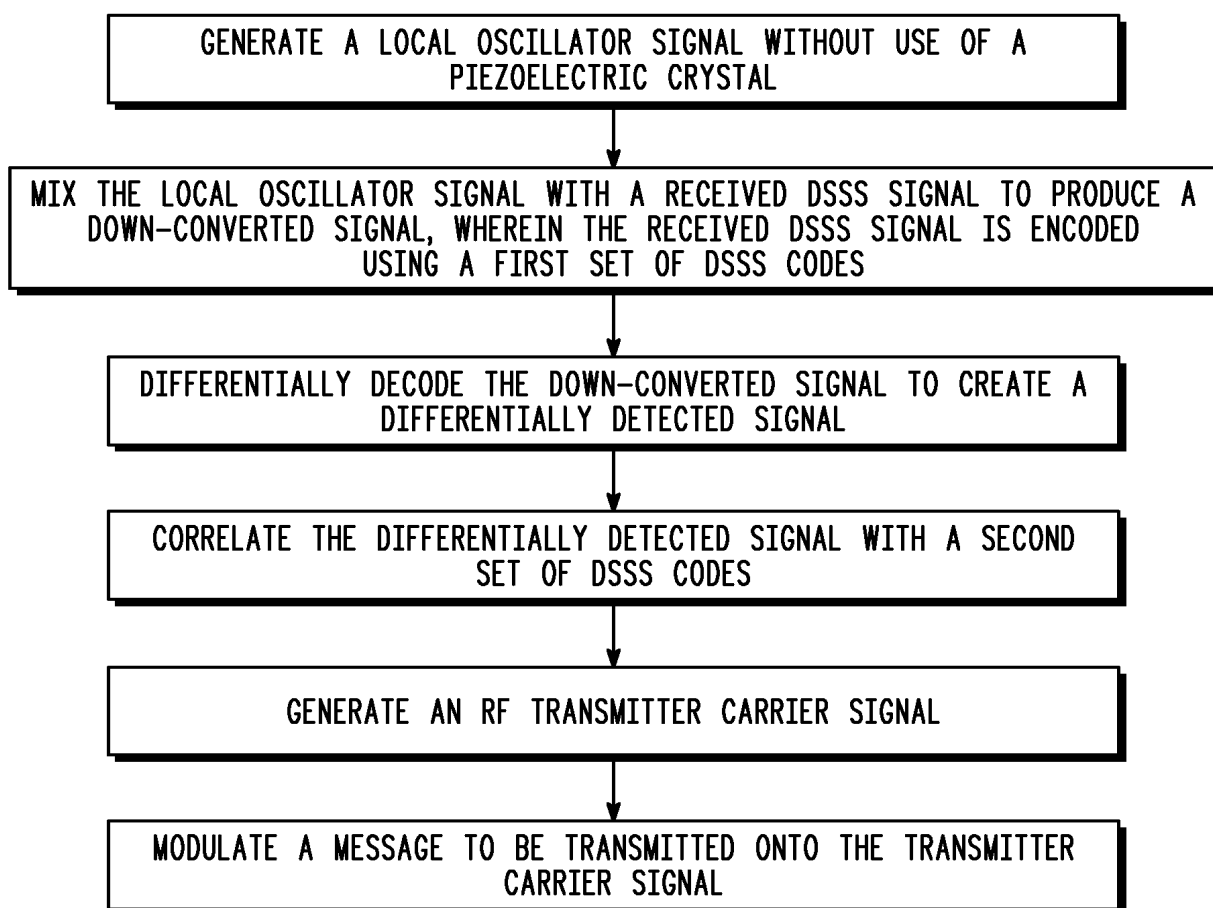 GENERATE A LOCAL OSCILLATOR SIGNAL WITHOUT USE OF A
PIEZOELECTRIC CRYSTAL
MIX THE LOCAL OSCILLATOR SIGNAL WITH A RECEIVED DSSS SIGNAL TO PRODUCE A
DOWN-CONVERTED SIGNAL, WHEREIN THE RECEIVED DSSS SIGNAL IS ENCODED
USING A FIRST SET OF DSSS CODES
DIFFERENTIALLY DECODE THE DOWN-CONVERTED SIGNAL TO CREATE A
DIFFERENTIALLY DETECTED SIGNAL
CORRELATE THE DIFFERENTIALLY DETECTED SIGNAL WITH A SECOND
SET OF DSSS CODES
GENERATE AN RF TRANSMITTER CARRIER SIGNAL
MODULATE A MESSAGE TO BE TRANSMITTED ONTO THE TRANSMITTER
CARRIER SIGNAL